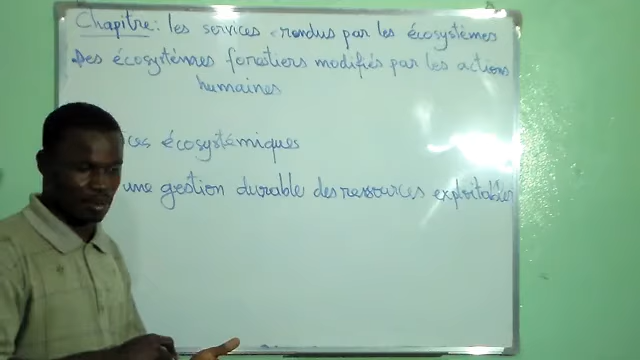 Chapitre: les services rendus par les écosystèmes
Des écosystèmes forestiers modifiés par les actions
humaines
ces écosystémiques
une gestion durable des ressources exploitables